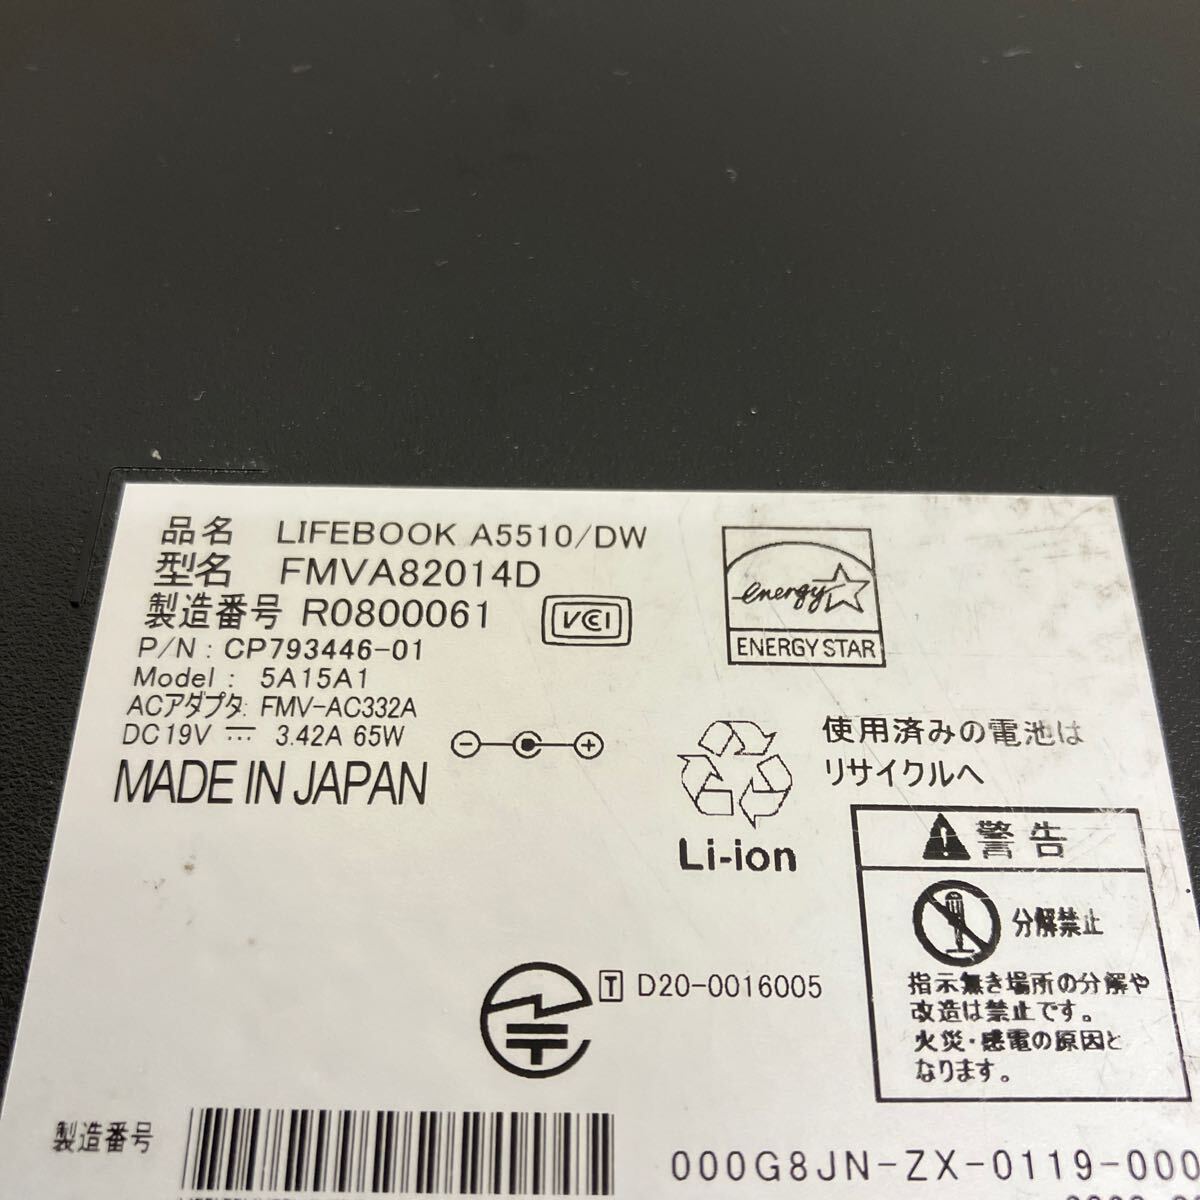 品名 LIFEBOOK A5510/DW
型名 FMVA82014D
製造番号 R0800061
VCI
P/N : CP793446-01
Model : 5A15A1
ACアダプタ: FMV-AC332A
DC19V 3.42A 65W
MADE IN JAPAN
energy
ENERGY STAR
使用済みの電池は
リサイクルへ
Li-ion
警告
分解禁止
指示無き場所の分解や
改造は禁止です。
火災・感電の原因と
なります。
T D20-0016005
製造番号
000G8JN-ZX-0119-000